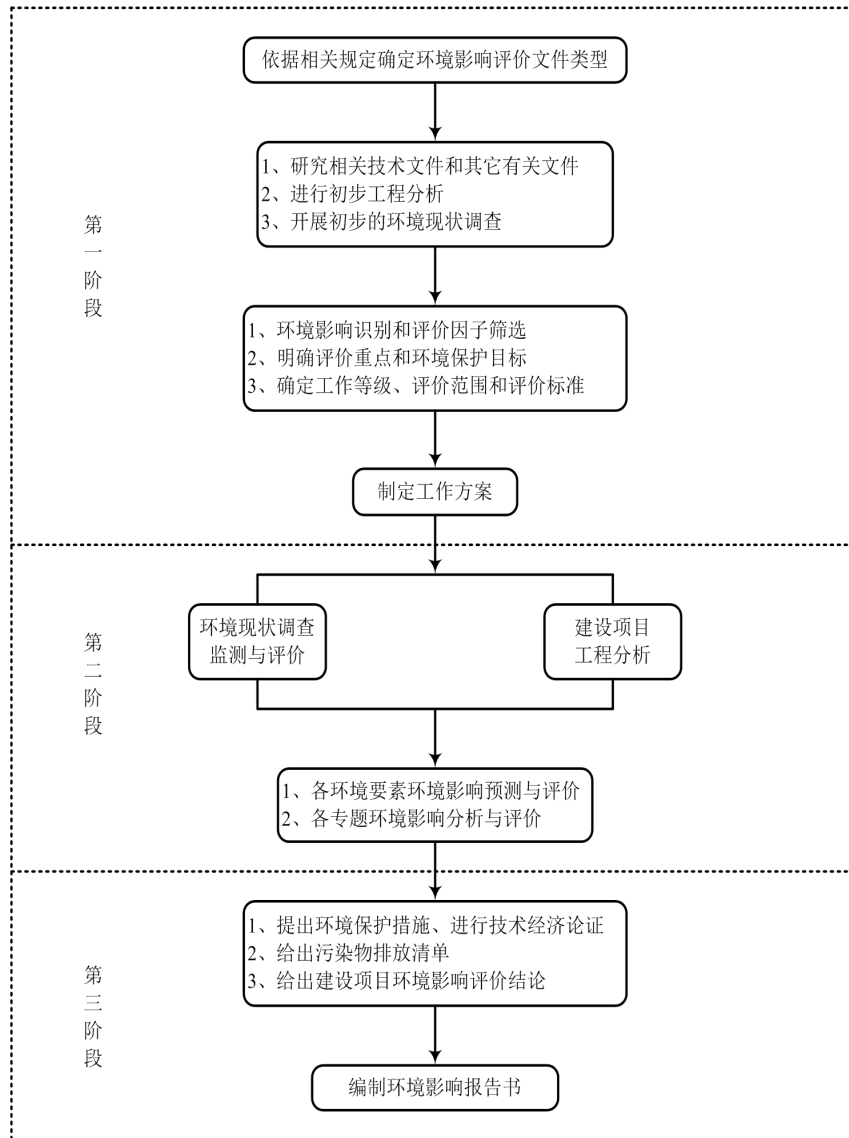 依据相关规定确定环境影响评价文件类型
1、研究相关技术文件和其它有关文件
2、进行初步工程分析
3、开展初步的环境现状调查
第一阶段
1、环境影响识别和评价因子筛选
2、明确评价重点和环境保护目标
3、确定工作等级、评价范围和评价标准
制定工作方案
第二阶段
环境现状调查
监测与评价
建设项目
工程分析
1、各环境要素环境影响预测与评价
2、各专题环境影响分析与评价
第三阶段
1、提出环境保护措施、进行技术经济论证
2、给出污染物排放清单
3、给出建设项目环境影响评价结论
编制环境影响报告书